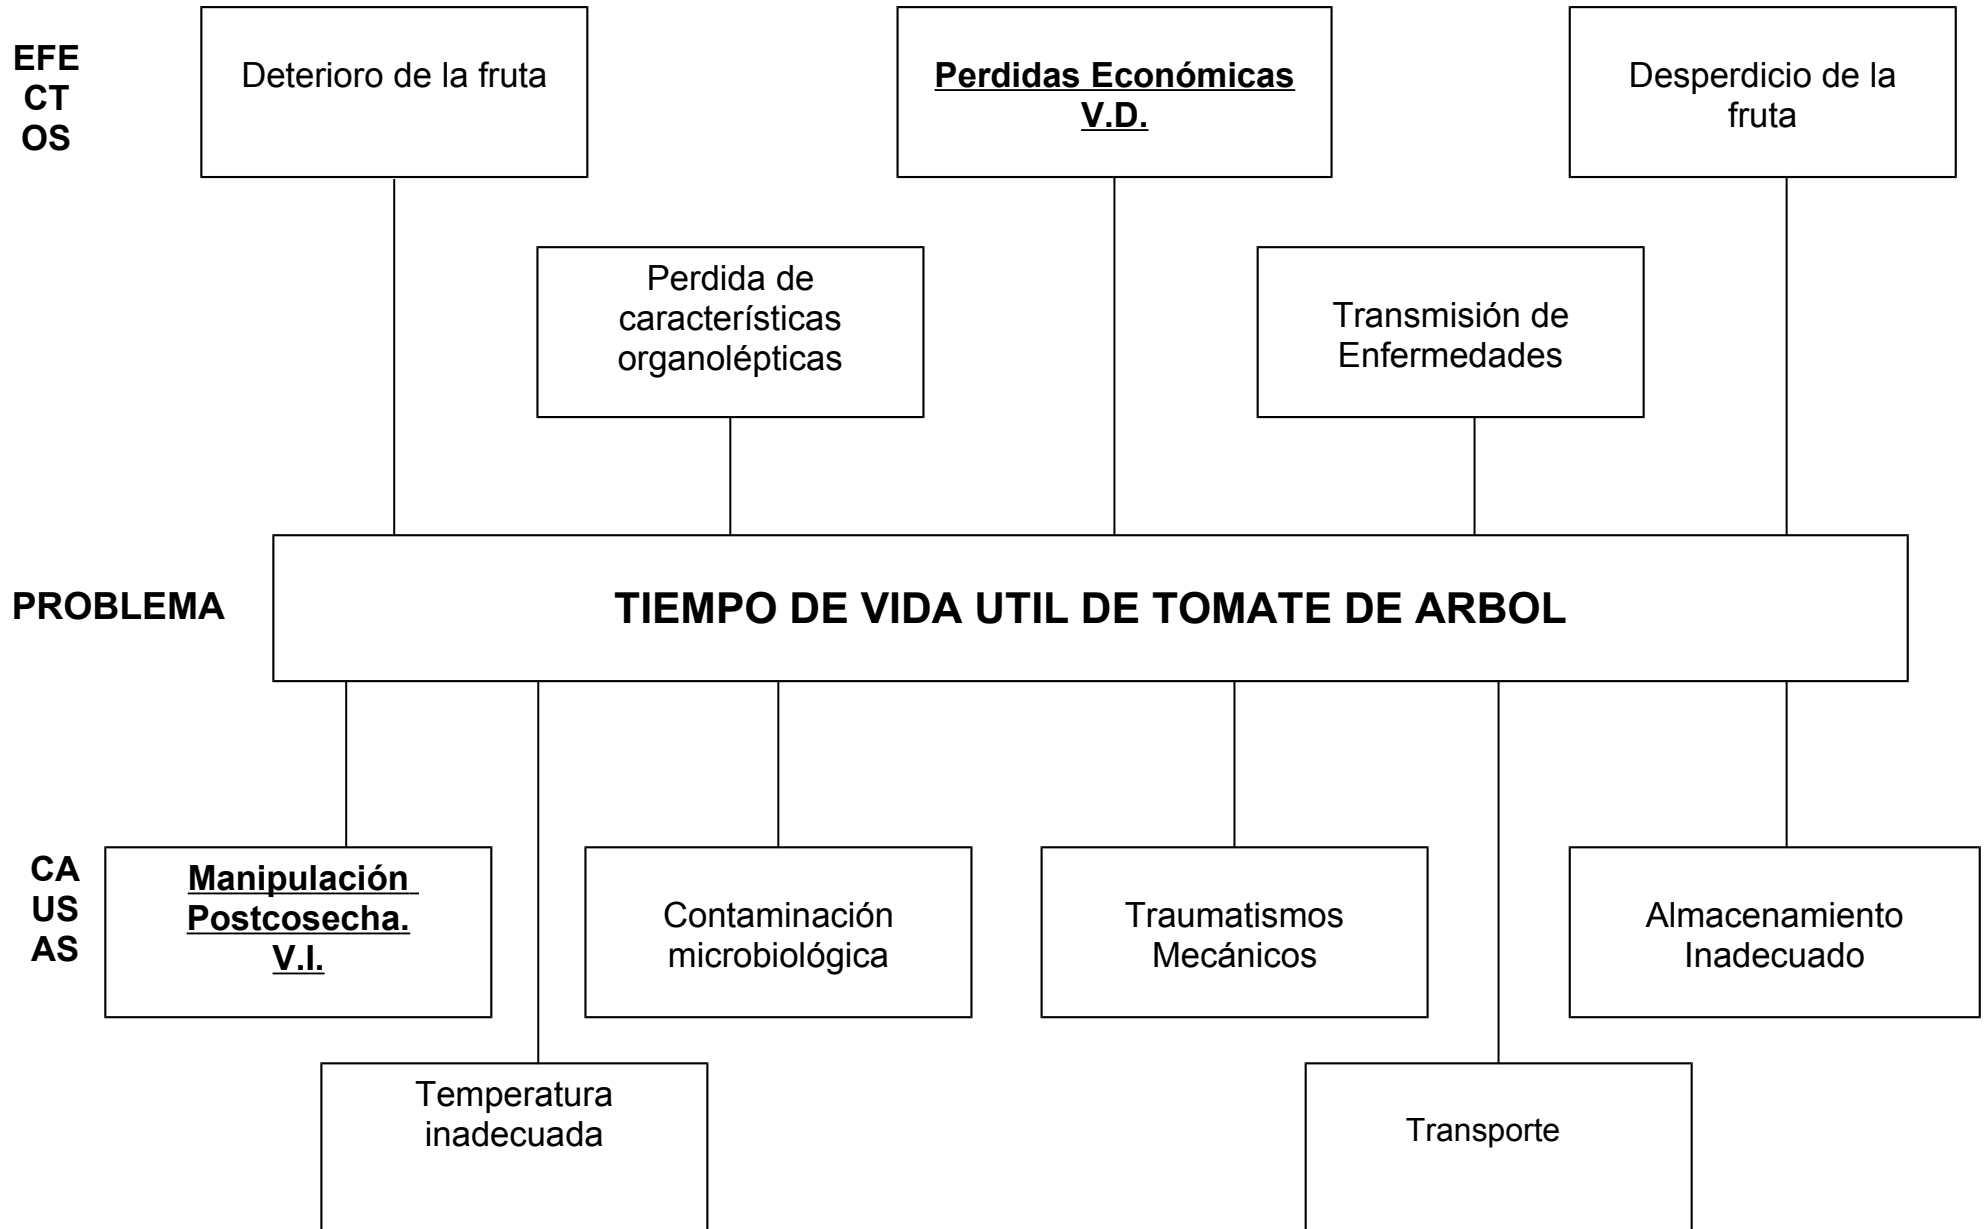 EFE
CT
OS
Deterioro de la fruta
Perdidas Económicas
V.D.
Desperdicio de la
fruta
Perdida de
características
organolépticas
Transmisión de
Enfermedades
PROBLEMA
TIEMPO DE VIDA UTIL DE TOMATE DE ARBOL
CA
US
AS
Manipulación
Postcosecha.
V.I.
Contaminación
microbiológica
Traumatismos
Mecánicos
Almacenamiento
Inadecuado
Temperatura
inadecuada
Transporte